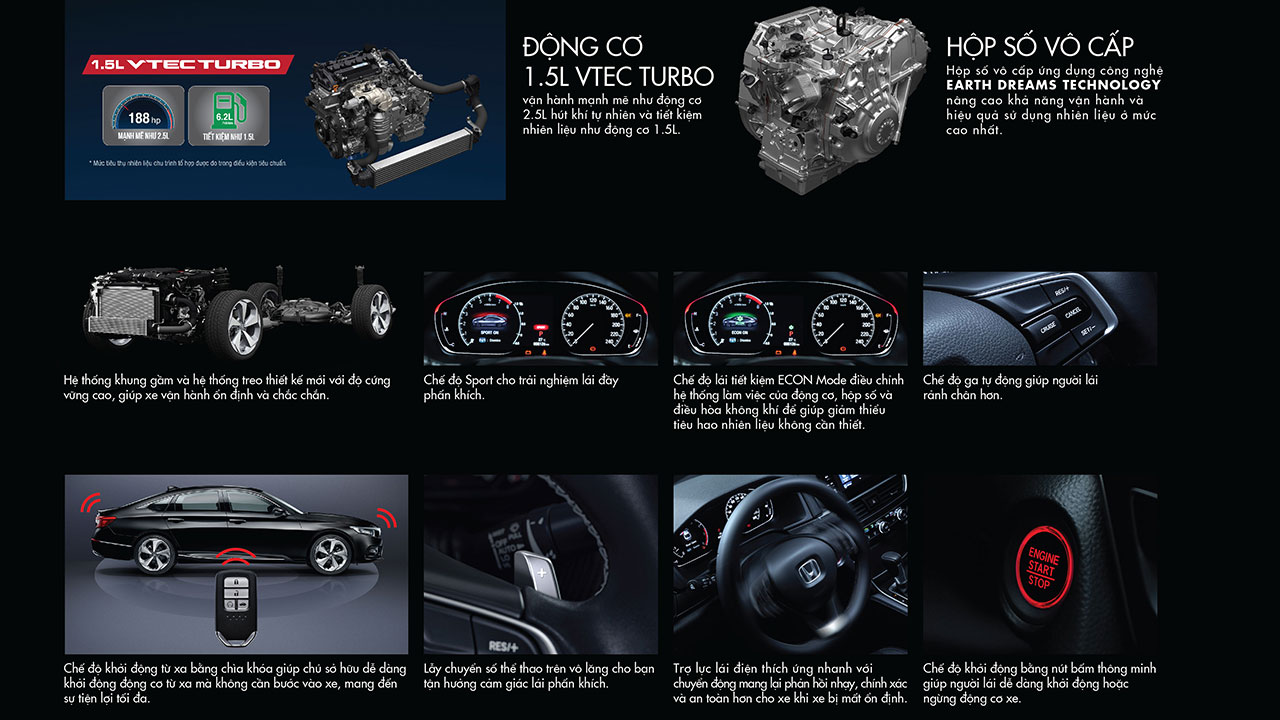 1.5L VTEC TURBO
188 hp
MẠNH MẼ NHƯ 2.5L
6.2L
TIẾT KIỆM NHƯ 1.5L
* Mức tiêu thụ nhiên liệu chu trình tổ hợp được đo trong điều kiện tiêu chuẩn.
ĐỘNG CƠ
1.5L VTEC TURBO
vận hành mạnh mẽ như động cơ
2.5L hút khí tự nhiên và tiết kiệm
nhiên liệu như động cơ 1.5L.
HỘP SỐ VÔ CẤP
Hộp số vô cấp ứng dụng công nghệ
EARTH DREAMS TECHNOLOGY
nâng cao khả năng vận hành và
hiệu quả sử dụng nhiên liệu ở mức
cao nhất.
Hệ thống khung gầm và hệ thống treo thiết kế mới với độ cứng
vững cao, giúp xe vận hành ổn định và chắc chắn.
SPORT ON
Chế độ Sport cho trải nghiệm lái đầy
phấn khích.
ECON ON
Chế độ lái tiết kiệm ECON Mode điều chỉnh
hệ thống làm việc của động cơ, hộp số và
điều hòa không khí để giúp giảm thiểu
tiêu hao nhiên liệu không cần thiết.
RES/+
CRUISE
CANCEL
SET/−
Chế độ ga tự động giúp người lái
rảnh chân hơn.
Chế độ khởi động từ xa bằng chìa khóa giúp chủ sở hữu dễ dàng
khởi động động cơ từ xa mà không cần bước vào xe, mang đến
sự tiện lợi tối đa.
OFF
AUTO
+
RES/+
Lẫy chuyển số thể thao trên vô lăng cho bạn
tận hưởng cảm giác lái phấn khích.
Trợ lực lái điện thích ứng nhanh với
chuyển động mang lại phản hồi nhạy, chính xác
và an toàn hơn cho xe khi xe bị mất ổn định.
ENGINE
START
STOP
Chế độ khởi động bằng nút bấm thông minh
giúp người lái dễ dàng khởi động hoặc
ngừng động cơ xe.